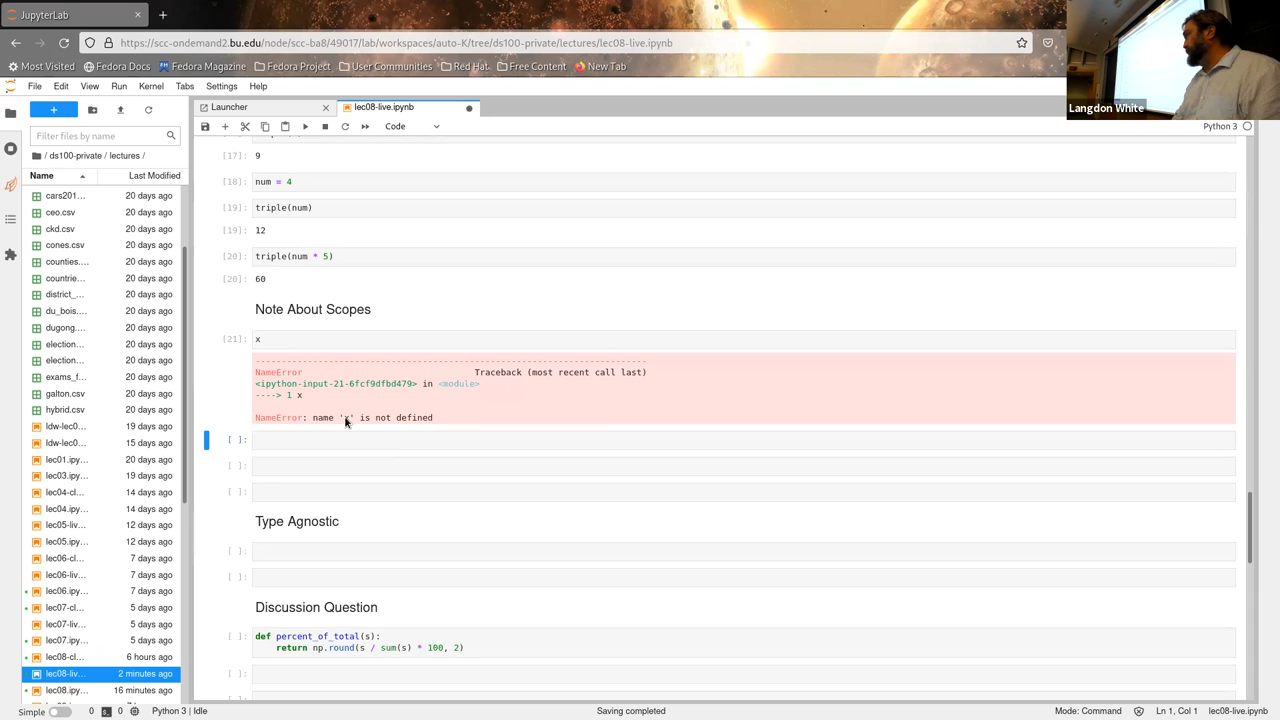 JupyterLab
https://scc-ondemand2.bu.edu/node/scc-ba8/49017/lab/workspaces/auto-K/tree/ds100-private/lectures/lec08-live.ipynb
Most Visited Fedora Docs Fedora Magazine Fedora Project User Communities Red Hat Free Content New Tab
Langdon White
File Edit View Run Kernel Tabs Settings Help
Launcher lec08-live.ipynb
Code Python 3
Filter files by name
/ ds100-private / lectures /
Name Last Modified
cars201... 20 days ago
ceo.csv 20 days ago
ckd.csv 20 days ago
cones.csv 20 days ago
counties.... 20 days ago
countrie... 20 days ago
district_... 20 days ago
du_bois.... 20 days ago
dugong.... 20 days ago
election... 20 days ago
election... 20 days ago
exams_f... 20 days ago
galton.csv 20 days ago
hybrid.csv 20 days ago
ldw-lec0... 19 days ago
ldw-lec0... 15 days ago
lec01.ipy... 20 days ago
lec03.ipy... 19 days ago
lec04-cl... 14 days ago
lec04.ipy... 14 days ago
lec05-liv... 12 days ago
lec05.ipy... 12 days ago
lec06-cl... 7 days ago
lec06-liv... 7 days ago
lec06.ipy... 7 days ago
lec07-cl... 5 days ago
lec07-liv... 5 days ago
lec07.ipy... 5 days ago
lec08-cl... 6 hours ago
lec08-liv... 2 minutes ago
lec08.ipy... 16 minutes ago
[17]: 9
[18]: num = 4
[19]: triple(num)
[19]: 12
[20]: triple(num * 5)
[20]: 60
Note About Scopes
[21]: x
---------------------------------------------------------------------------
NameError Traceback (most recent call last)
<ipython-input-21-6fcf9dfbd479> in <module>
----> 1 x
NameError: name 'x' is not defined
[ ]:
[ ]:
[ ]:
Type Agnostic
[ ]:
[ ]:
Discussion Question
[ ]: def percent_of_total(s):
return np.round(s / sum(s) * 100, 2)
[ ]:
[ ]:
Simple 0 0 Python 3 | Idle Saving completed Mode: Command Ln 1, Col 1 lec08-live.ipynb